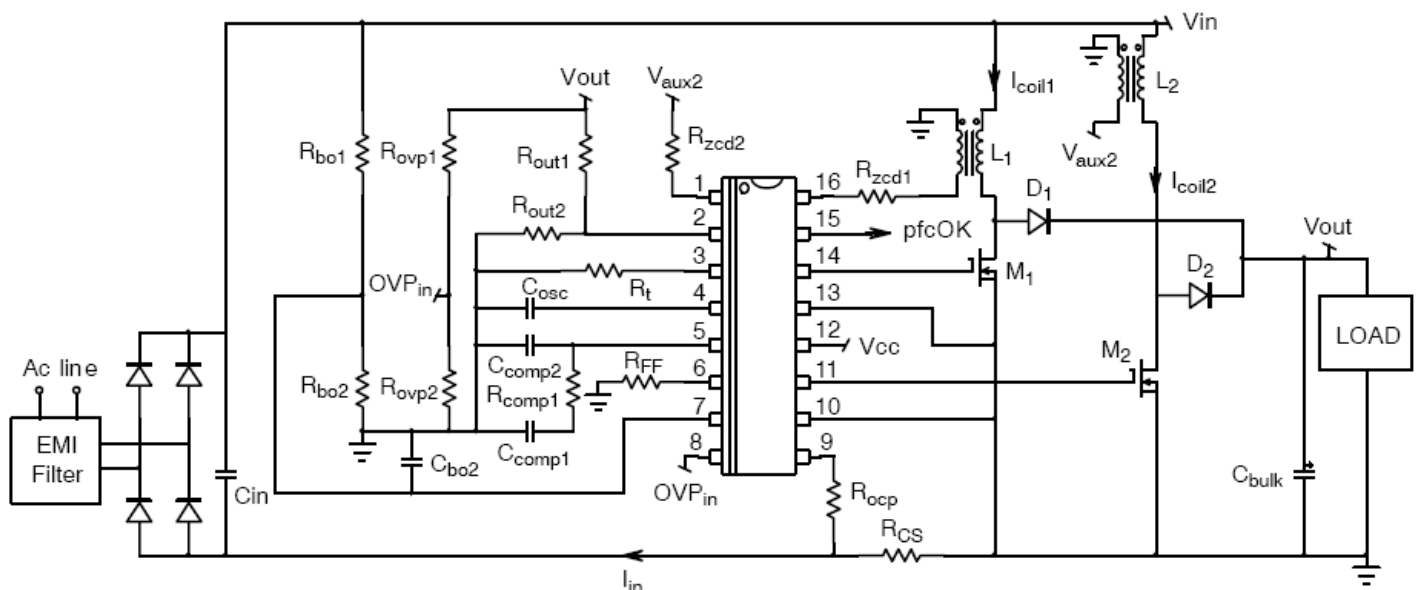 Vin
Vout
Vaux2
Icoil1
L2
Rbo1
Rovp1
Rout1
Rzcd2
Vaux2
Rzcd1
L1
Icoil2
1
16
D1
Rout2
2
15
pfcOK
Vout
OVPin
3
14
M1
D2
Rt
Cosc
4
13
LOAD
5
12
Vcc
Ac line
Rbo2
Rovp2
Ccomp2
Rcomp1
RFF
6
11
M2
EMI
Filter
7
10
Cbo2
Ccomp1
8
9
Cin
OVPin
Rocp
Cbulk
RCS
Iin